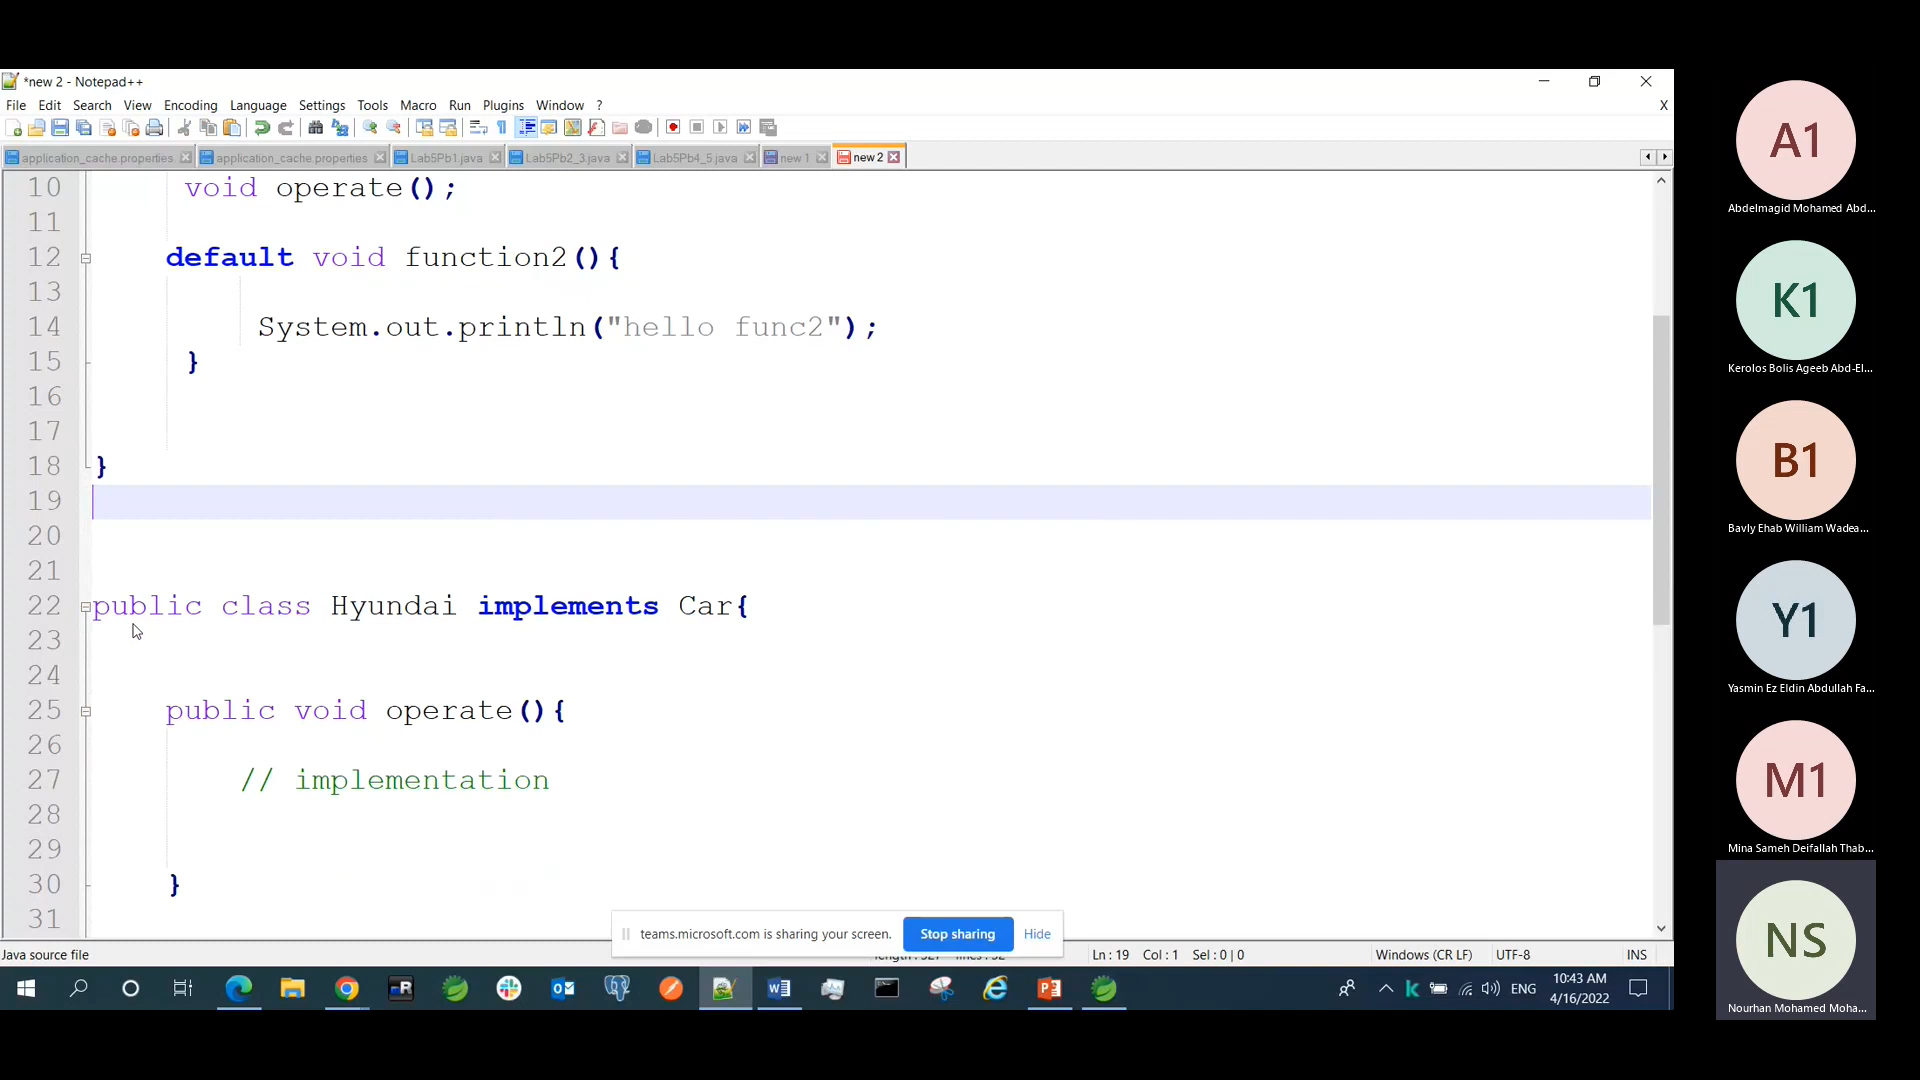 *new 2 - Notepad++
File Edit Search View Encoding Language Settings Tools Macro Run Plugins Window ? X
application_cache.properties application_cache.properties Lab5Pb1.java Lab5Pb2_3.java Lab5Pb4_5.java new 1 new 2
10 void operate();
11
12 default void function2(){
13
14 System.out.println("hello func2");
15 }
16
17
18 }
19
20
21
22 public class Hyundai implements Car{
23
24
25 public void operate(){
26
27 // implementation
28
29
30 }
31
teams.microsoft.com is sharing your screen. Stop sharing Hide
Java source file Ln : 19 Col : 1 Sel : 0 | 0 Windows (CR LF) UTF-8 INS
ENG
10:43 AM
4/16/2022
A1
Abdelmagid Mohamed Abd...
K1
Kerolos Bolis Ageeb Abd-El...
B1
Bavly Ehab William Wadea...
Y1
Yasmin Ez Eldin Abdullah Fa...
M1
Mina Sameh Deifallah Thab...
NS
Nourhan Mohamed Moha...